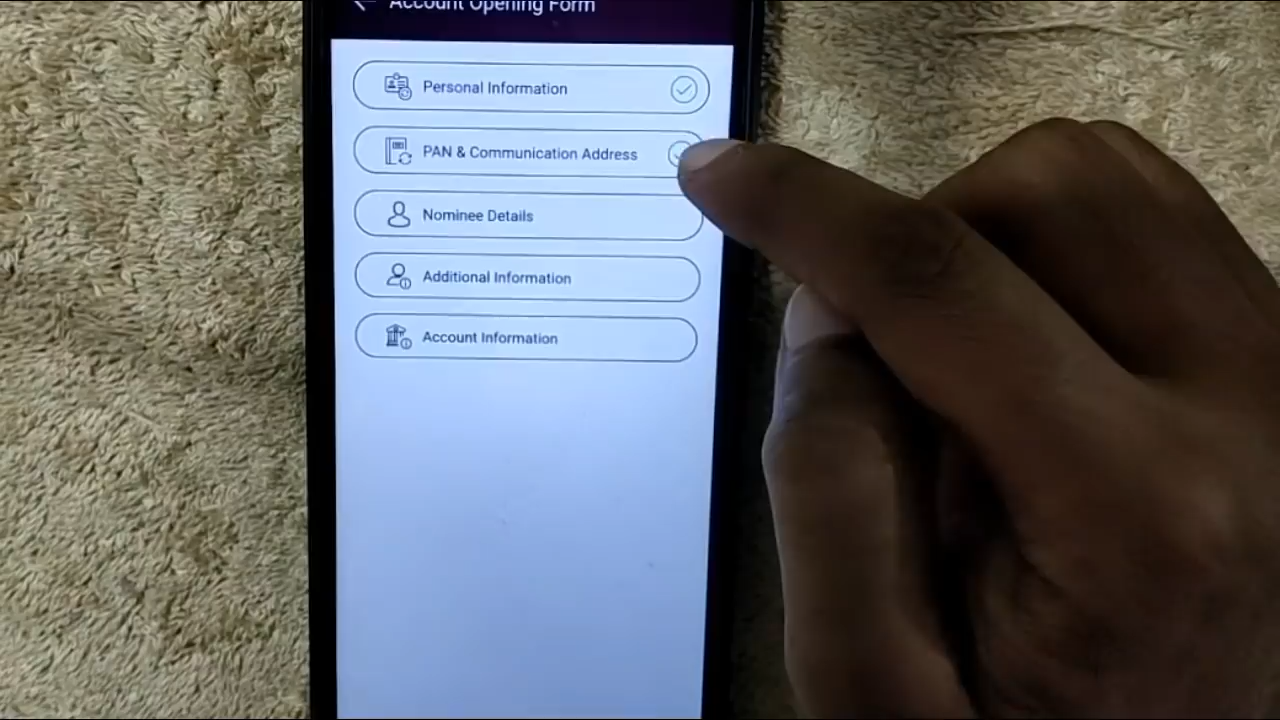 Account Opening Form
Personal Information
PAN & Communication Address
Nominee Details
Additional Information
Account Information